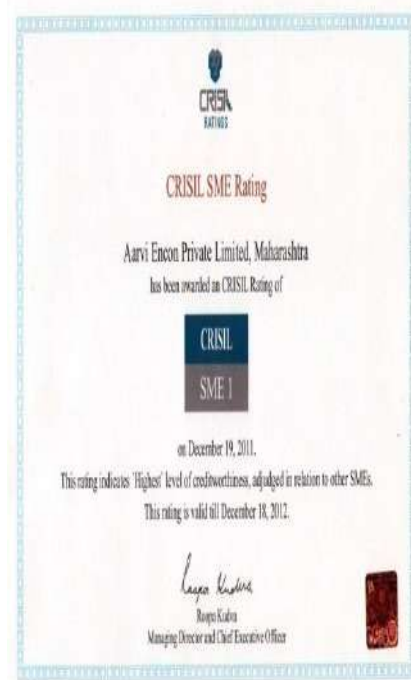 CRISIL
RATINGS
CRISIL SME Rating
Aarvi Encon Private Limited, Maharashtra
has been awarded an CRISIL Rating of
CRISIL
SME 1
on December 19, 2011.
This rating indicates 'Highest' level of creditworthiness, adjudged in relation to other SMEs.
This rating is valid till December 18, 2012.
Roopa Kudva
Roopa Kudva
Managing Director and Chief Executive Officer